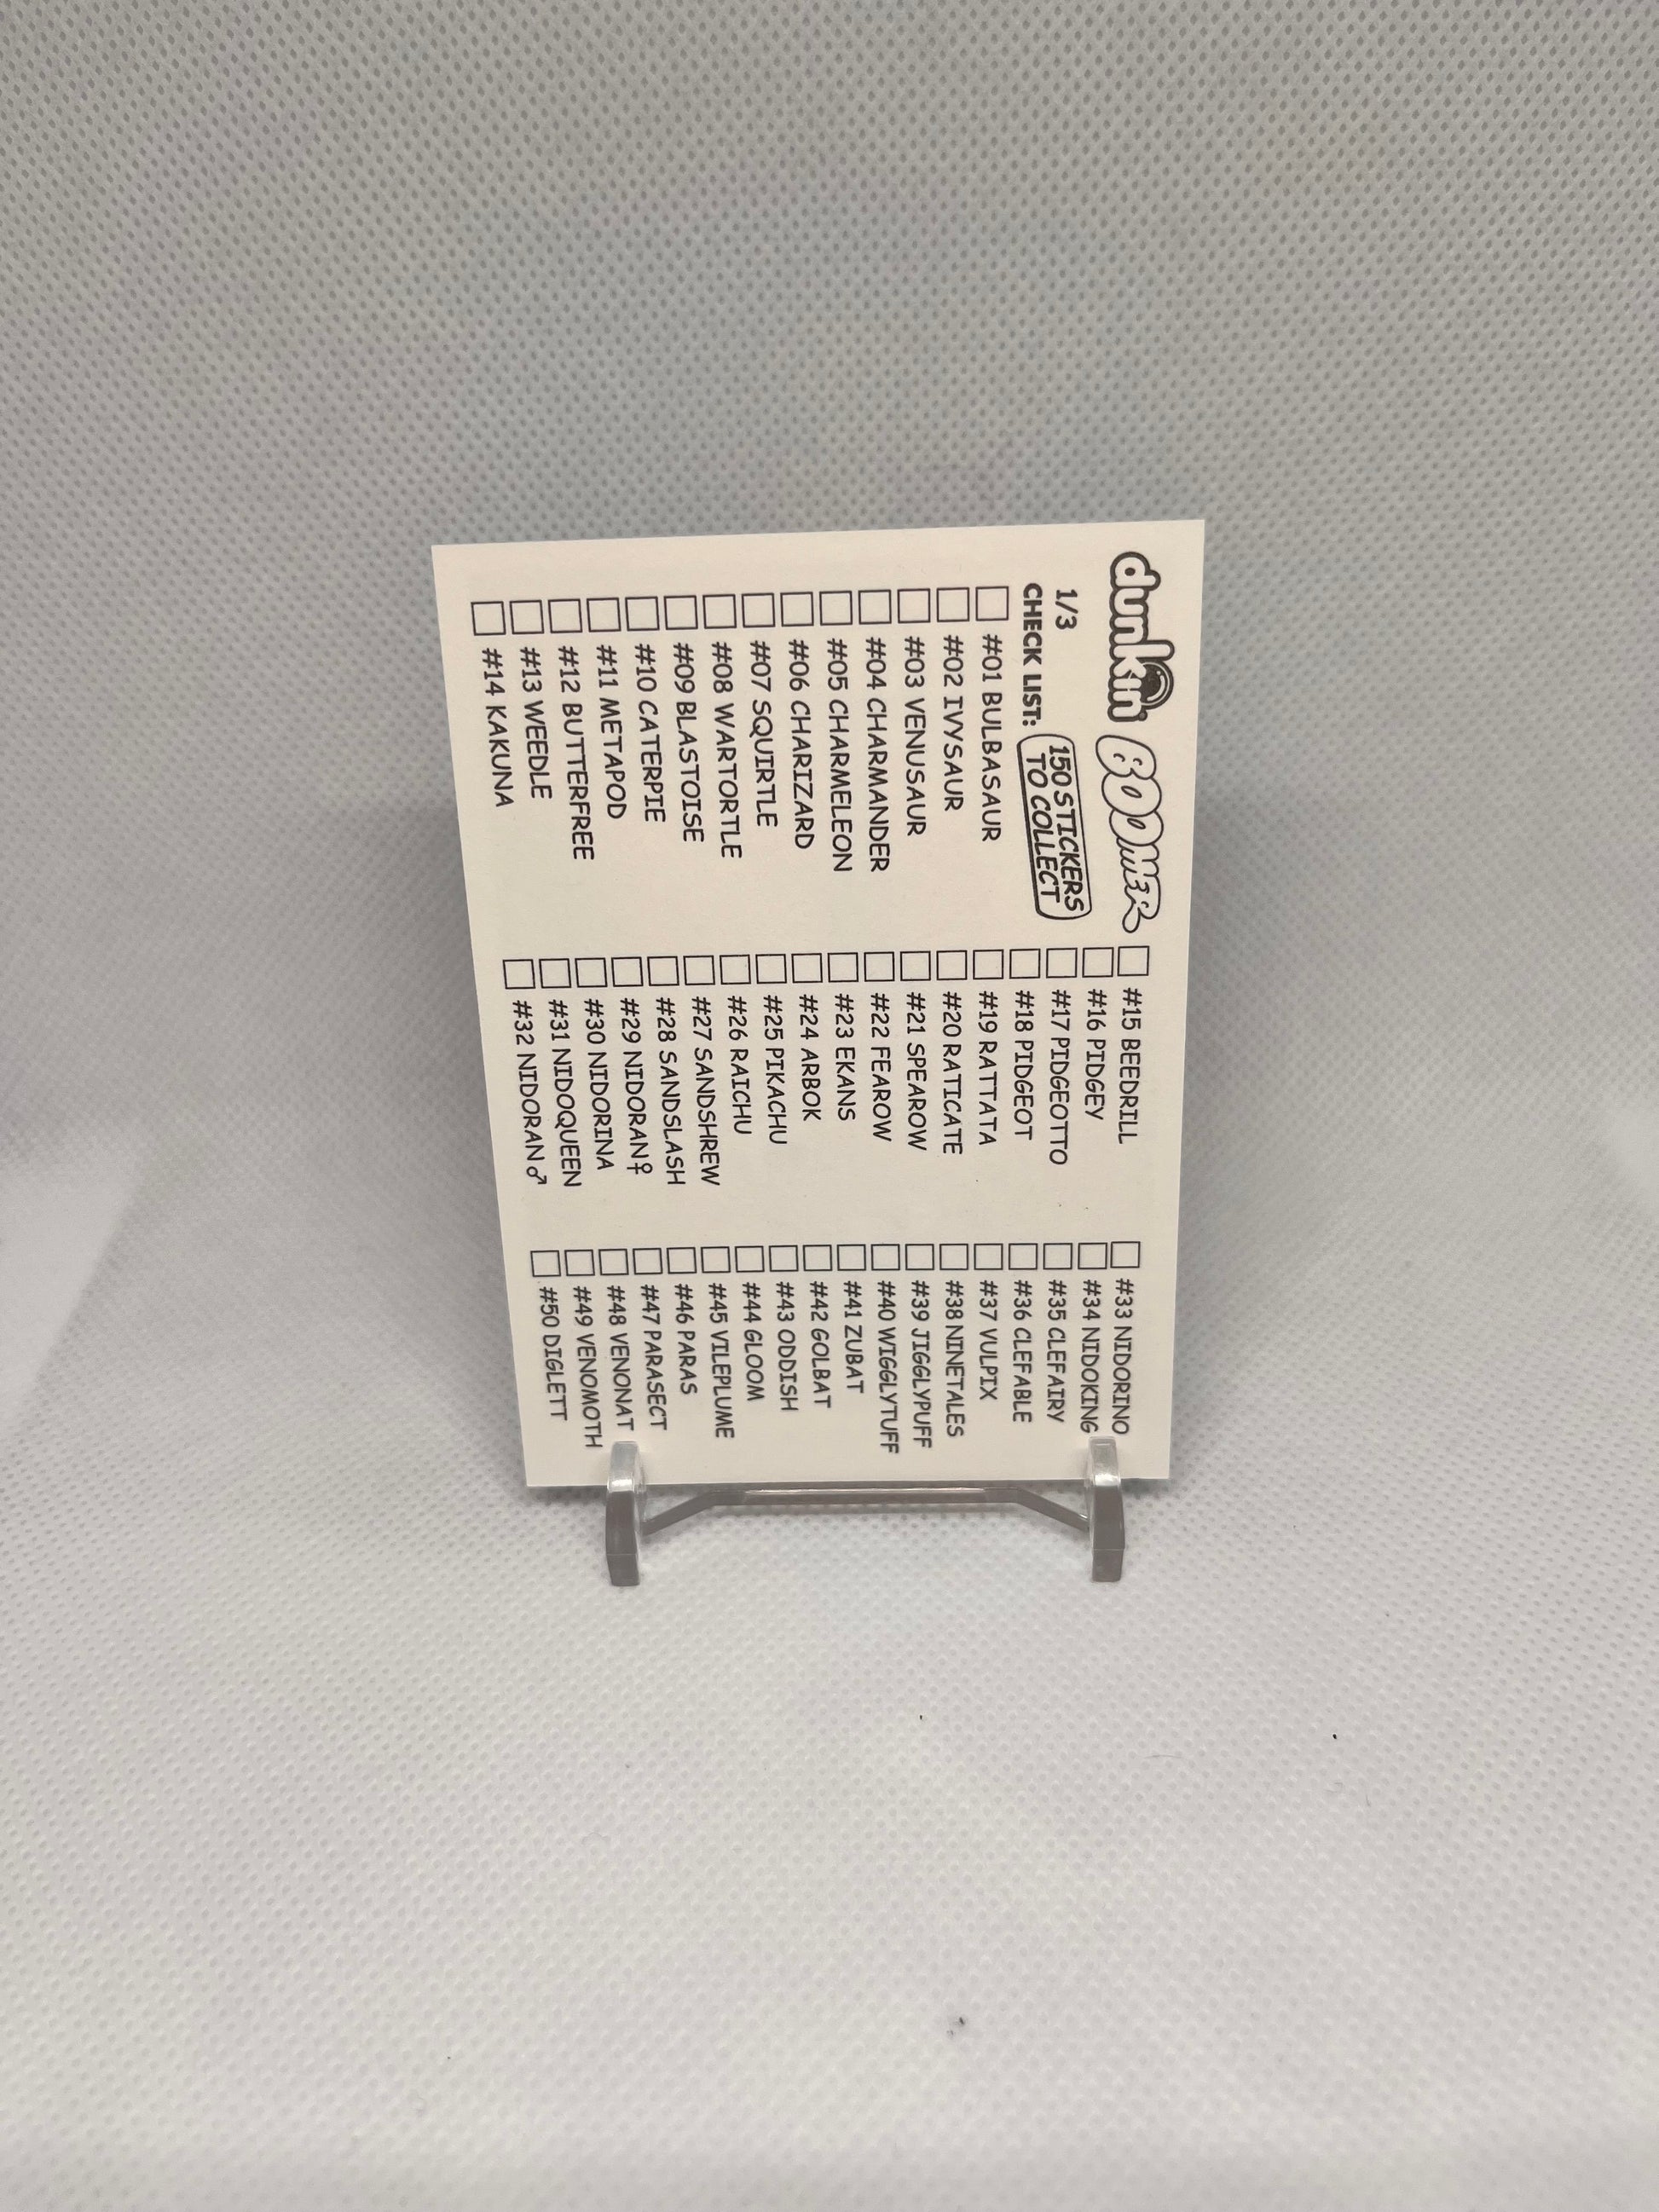 dunkin' BOOMER
1/3
CHECK LIST:
150 STICKERS
TO COLLECT
#01 BULBASAUR
#02 IVYSAUR
#03 VENUSAUR
#04 CHARMANDER
#05 CHARMELEON
#06 CHARIZARD
#07 SQUIRTLE
#08 WARTORTLE
#09 BLASTOISE
#10 CATERPIE
#11 METAPOD
#12 BUTTERFREE
#13 WEEDLE
#14 KAKUNA
#15 BEEDRILL
#16 PIDGEY
#17 PIDGEOTTO
#18 PIDGEOT
#19 RATTATA
#20 RATICATE
#21 SPEAROW
#22 FEAROW
#23 EKANS
#24 ARBOK
#25 PIKACHU
#26 RAICHU
#27 SANDSHREW
#28 SANDSLASH
#29 NIDORAN♀
#30 NIDORINA
#31 NIDOQUEEN
#32 NIDORAN♂
#33 NIDORINO
#34 NIDOKING
#35 CLEFAIRY
#36 CLEFABLE
#37 VULPIX
#38 NINETALES
#39 JIGGLYPUFF
#40 WIGGLYTUFF
#41 ZUBAT
#42 GOLBAT
#43 ODDISH
#44 GLOOM
#45 VILEPLUME
#46 PARAS
#47 PARASECT
#48 VENONAT
#49 VENOMOTH
#50 DIGLETT